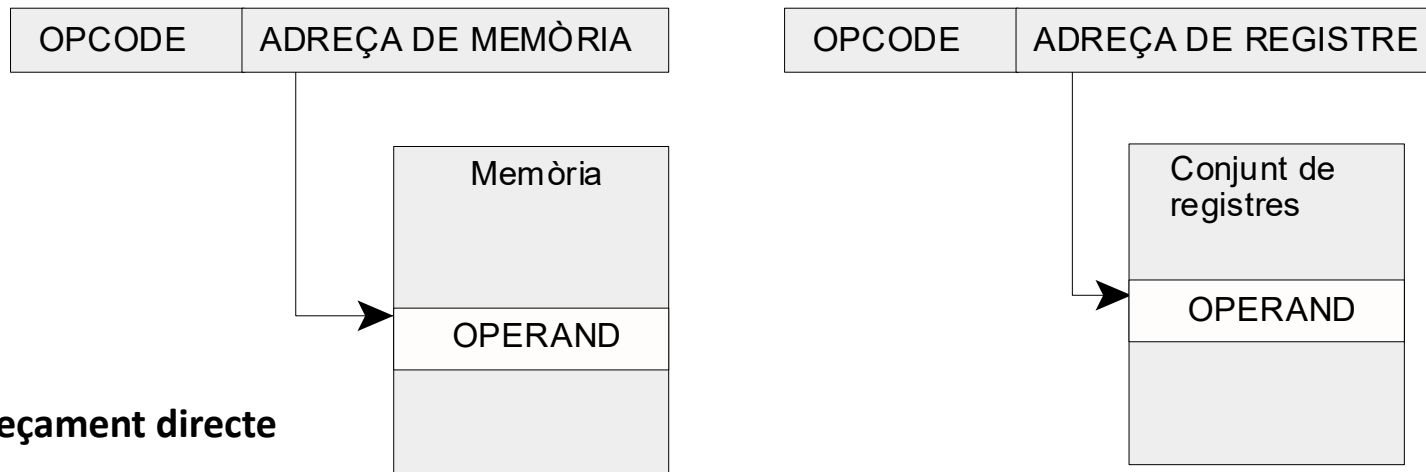 OPCODE ADREÇA DE MEMÒRIA
Memòria
OPERAND
OPCODE ADREÇA DE REGISTRE
Conjunt de
registres
OPERAND
eçament directe